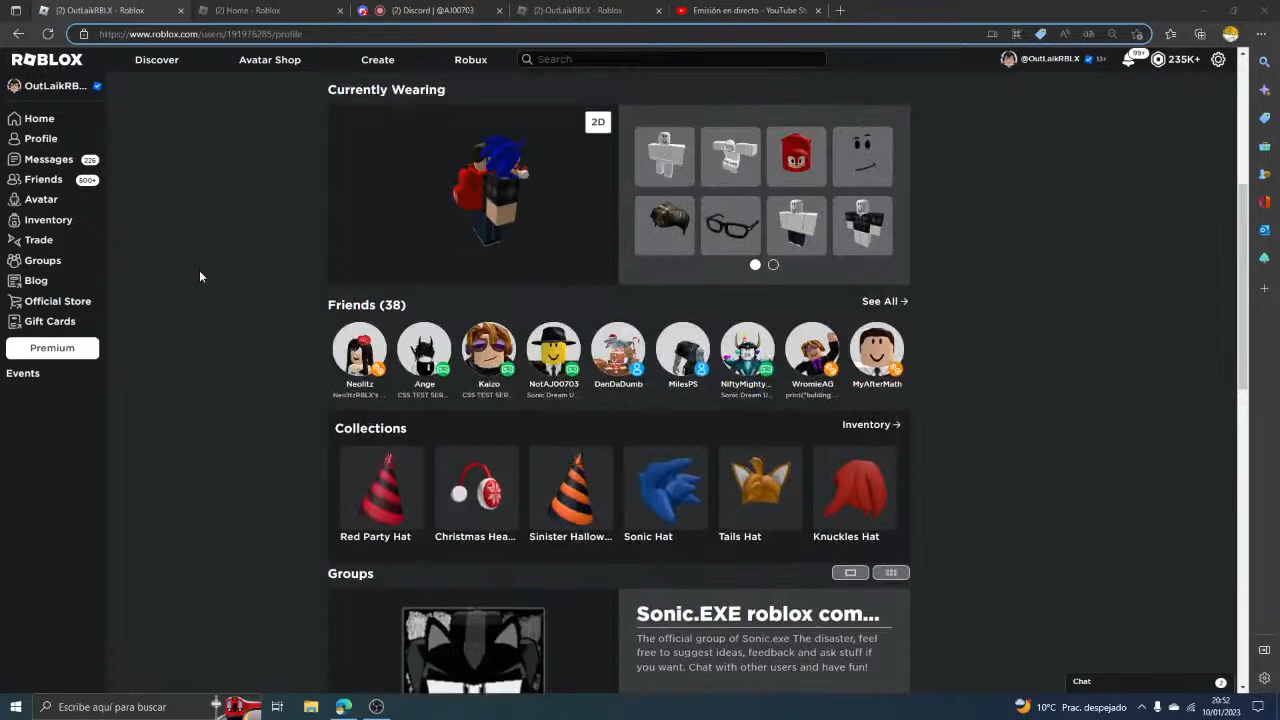 (2) OutLaikRBLX - Roblox
(2) Home - Roblox
(2) Discord | @AJ00703
(2) OutLaikRBLX - Roblox
Emisión en directo - YouTube St
https://www.roblox.com/users/191976285/profile
ROBLOX
Discover
Avatar Shop
Create
Robux
Search
@OutLaikRBLX
13+
99+
235K+
OutLaikRB...
Home
Profile
Messages
226
Friends
500+
Avatar
Inventory
Trade
Groups
Blog
Official Store
Gift Cards
Premium
Events
Currently Wearing
2D
Friends (38)
See All
Neolitz
Ange
Kaizo
NotAJ00703
DanDaDumb
MilesPS
NiftyMighty...
WromieAG
MyAfterMath
NeolitzRBLX's...
CSS TEST SER...
CSS TEST SER...
Sonic Dream U...
Sonic Dream U...
print("bulding...
Collections
Inventory
Red Party Hat
Christmas Hea...
Sinister Hallow...
Sonic Hat
Tails Hat
Knuckles Hat
Groups
Sonic.EXE roblox com...
The official group of Sonic.exe The disaster, feel
free to suggest ideas, feedback and ask stuff if
you want. Chat with other users and have fun!
Chat
2
Escribe aquí para buscar
10°C Prac. despejado
20:52
10/01/2023